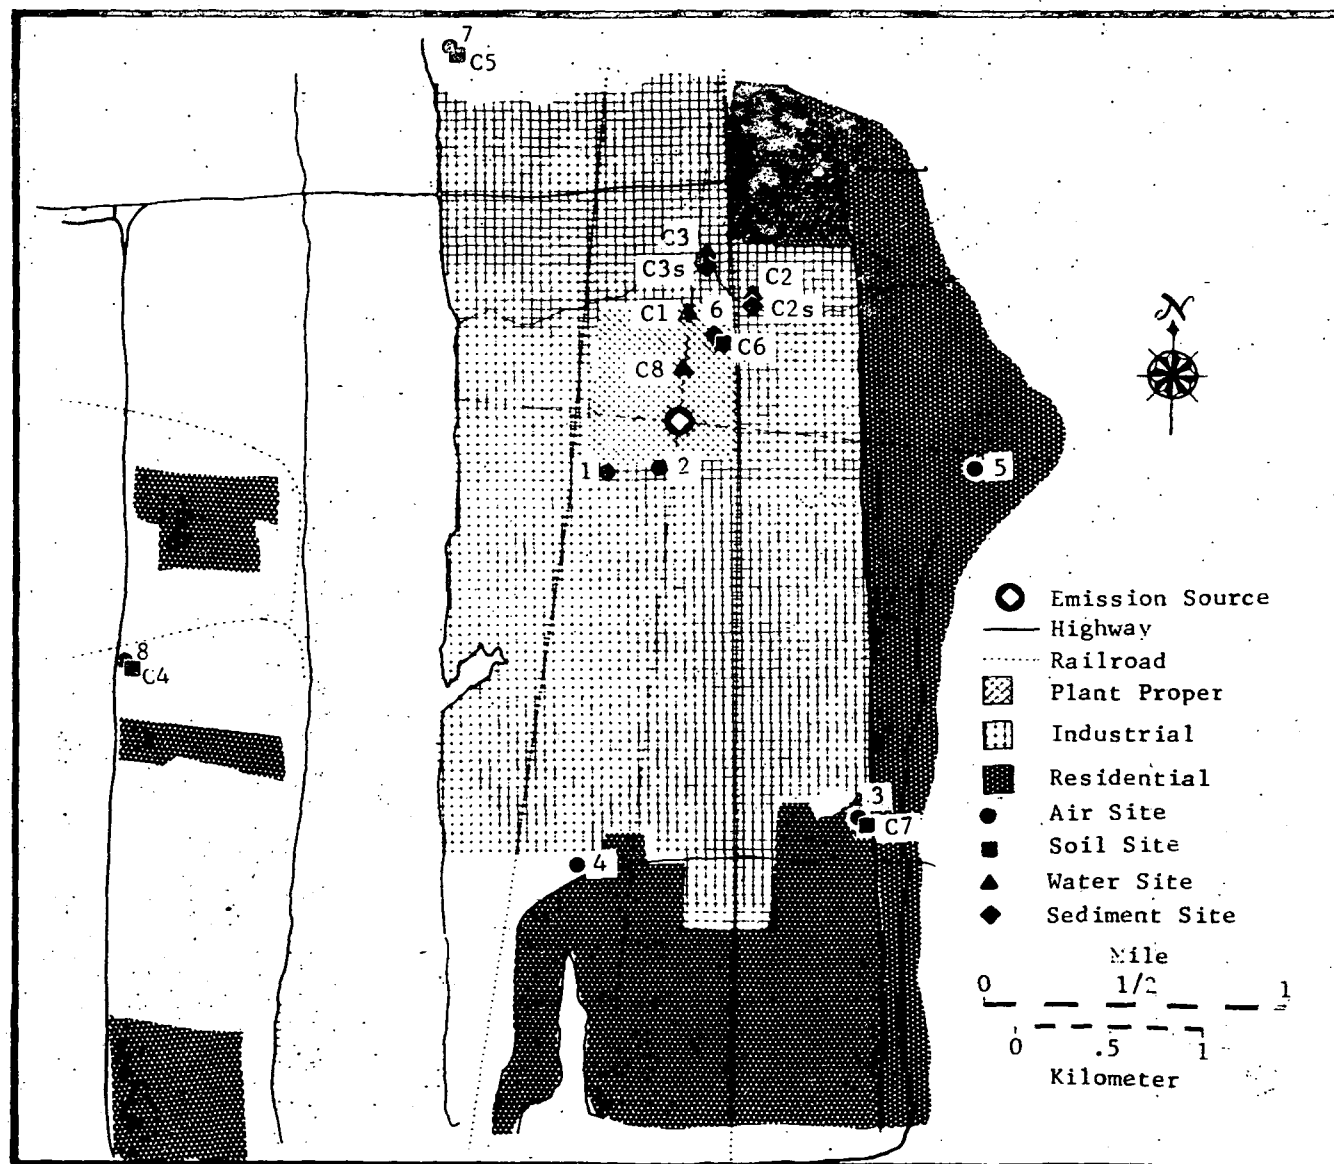 7
C5
C3
C3s
C2
C1
6
C2s
C6
C8
N
1
2
5
Emission Source
Highway
Railroad
8
C4
Plant Proper
Industrial
Residential
3
Air Site
C7
Soil Site
4
Water Site
Sediment Site
Mile
0 1/2 1
0 .5 1
Kilometer